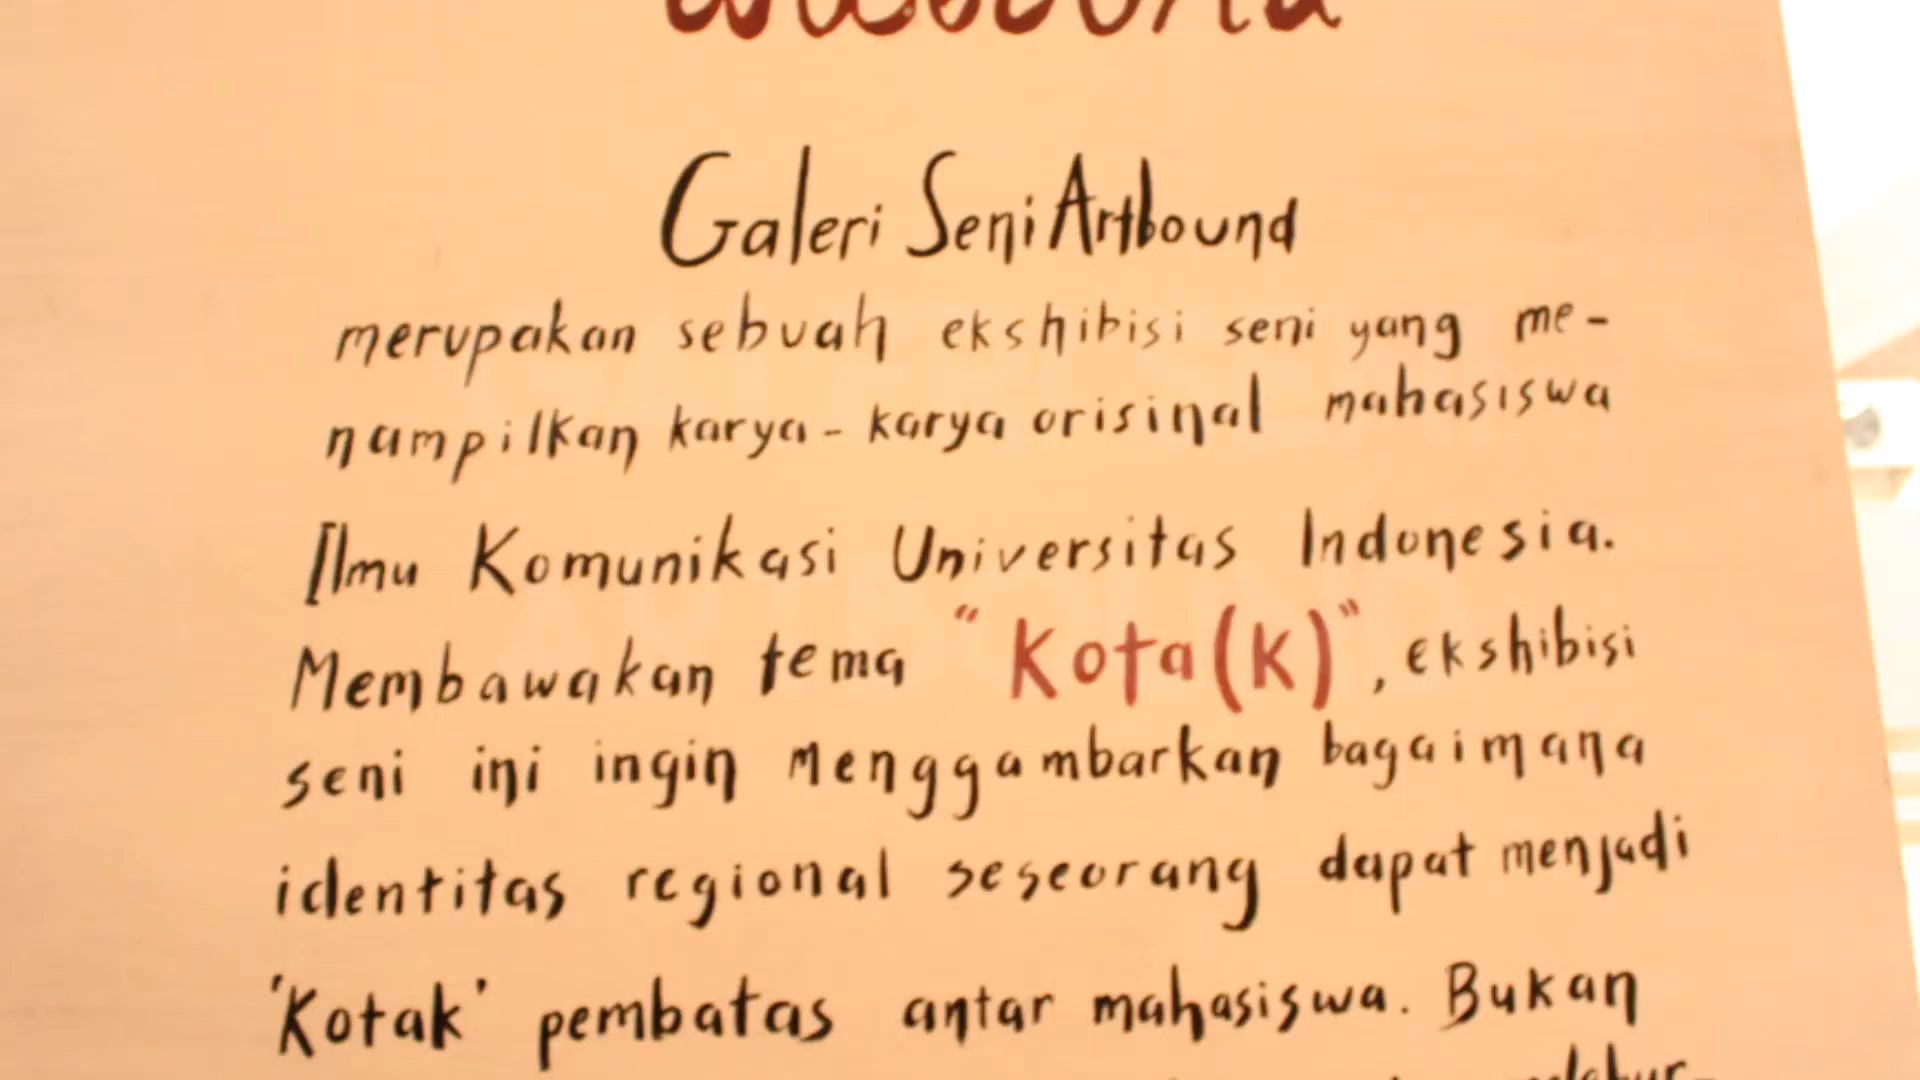 Galeri Seni Artbound
merupakan sebuah ekshibisi seni yang me-
nampilkan karya-karya orisinal mahasiswa
Ilmu Komunikasi Universitas Indonesia.
Membawakan tema "Kota(K)", ekshibisi
seni ini ingin menggambarkan bagaimana
identitas regional seseorang dapat menjadi
'Kotak' pembatas antar mahasiswa. Bukan